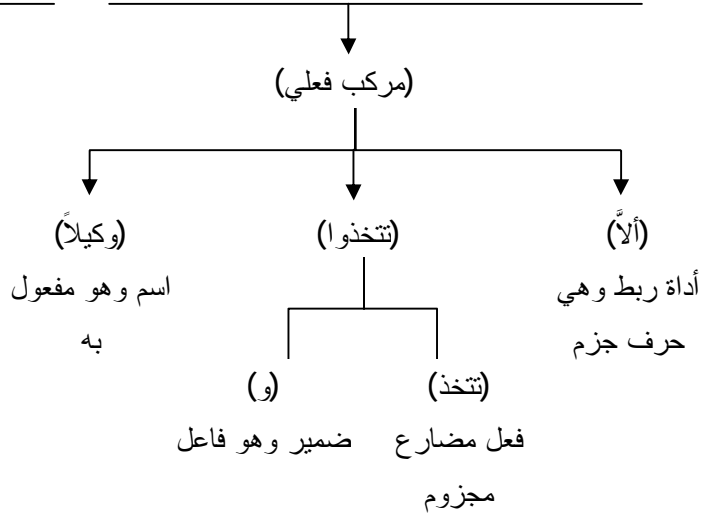 (مركب فعلي)
(ألاَّ) (تتخذوا) (وكيلاً)
أداة ربط وهي اسم وهو مفعول
حرف جزم به
(تتخذ) (و)
فعل مضارع ضمير وهو فاعل
مجزوم